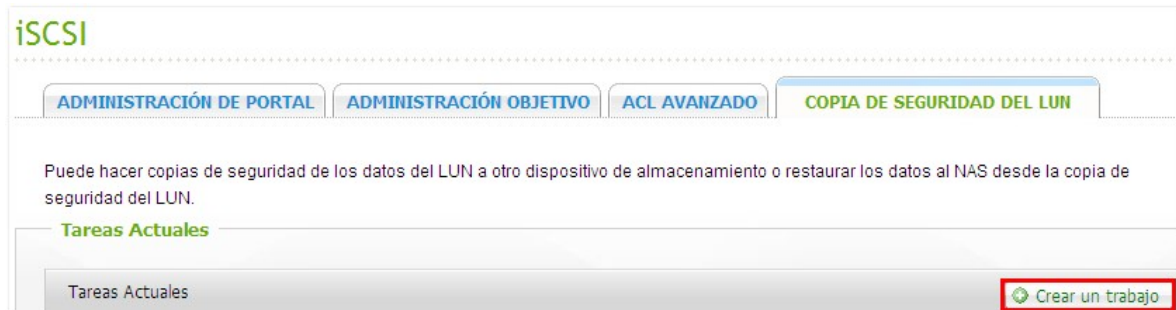 iSCSI
ADMINISTRACIÓN DE PORTAL
ADMINISTRACIÓN OBJETIVO
ACL AVANZADO
COPIA DE SEGURIDAD DEL LUN
Puede hacer copias de seguridad de los datos del LUN a otro dispositivo de almacenamiento o restaurar los datos al NAS desde la copia de
seguridad del LUN.
Tareas Actuales
Tareas Actuales
Crear un trabajo